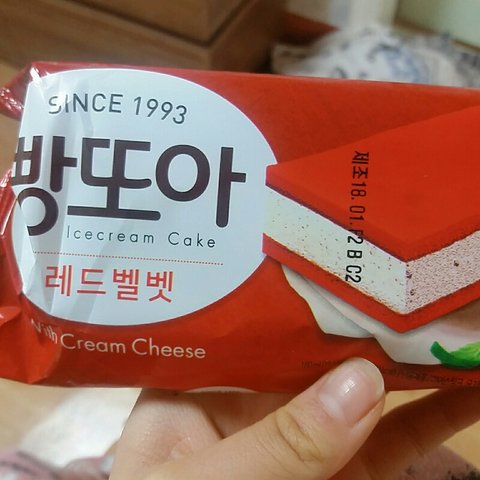 SINCE 1993
빵또아
Icecream Cake
레드벨벳
With Cream Cheese
제조18.01.12 B C2